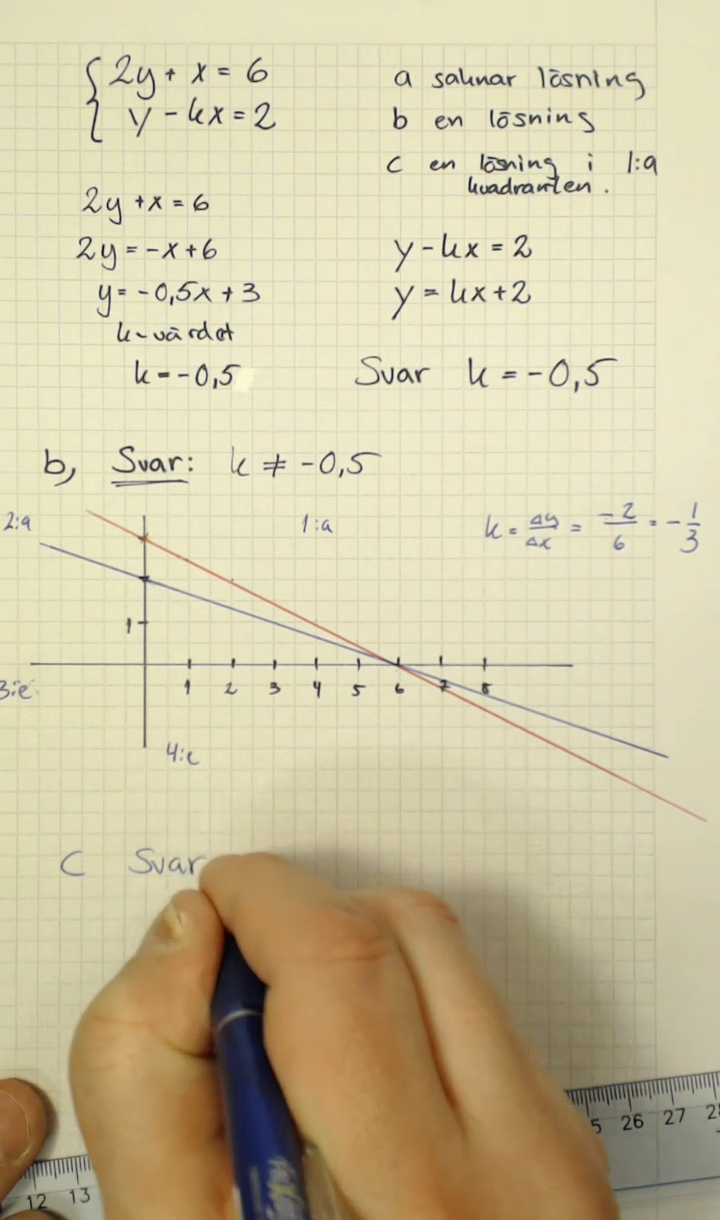 2y + x = 6
y - kx = 2
a saknar lösning
b en lösning
c en lösning i 1:a
kvadranten.
2y + x = 6
2y = -x + 6
y = -0,5x + 3
k-värdet
k = -0,5
y - kx = 2
y = kx + 2
Svar k = -0,5
b, Svar: k ≠ -0,5
2:a 1:a
k = Δy/Δx = -2/6 = -1/3
1
1 2 3 4 5 6 7 8
3:e
4:e
C Svar
12 13
5 26 27 2